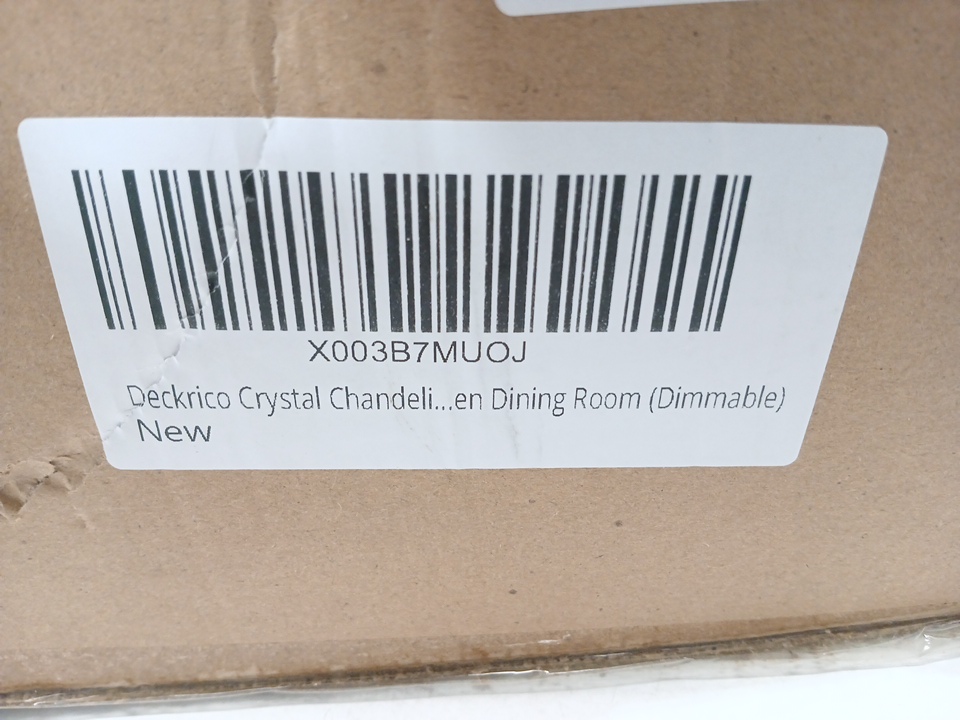 X003B7MUOJ
Deckrico Crystal Chandeli...en Dining Room (Dimmable)
New